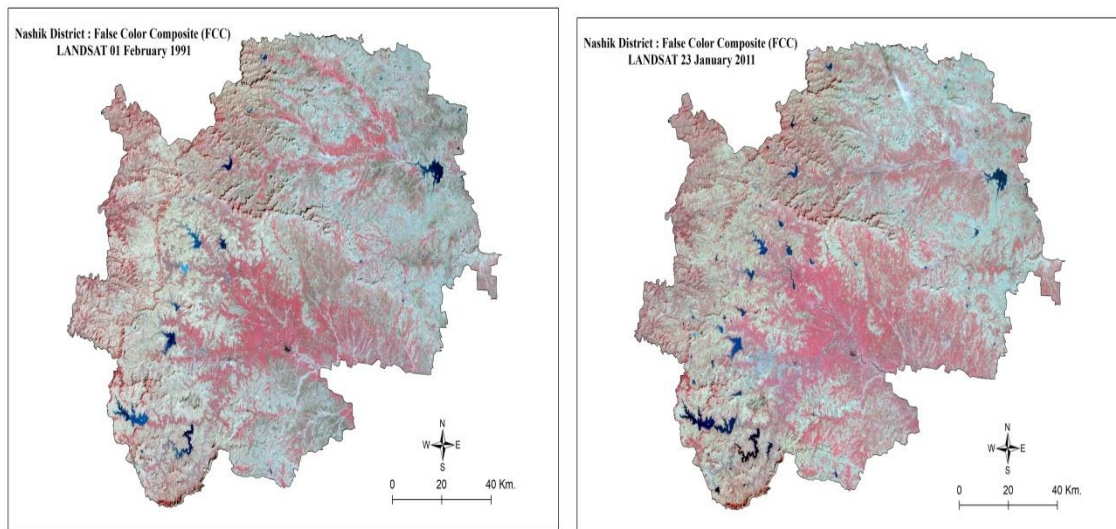 Nashik District : False Color Composite (FCC)
LANDSAT 01 February 1991
N
W E
S
0 20 40 Km.
Nashik District : False Color Composite (FCC)
LANDSAT 23 January 2011
N
W E
S
0 20 40 Km.